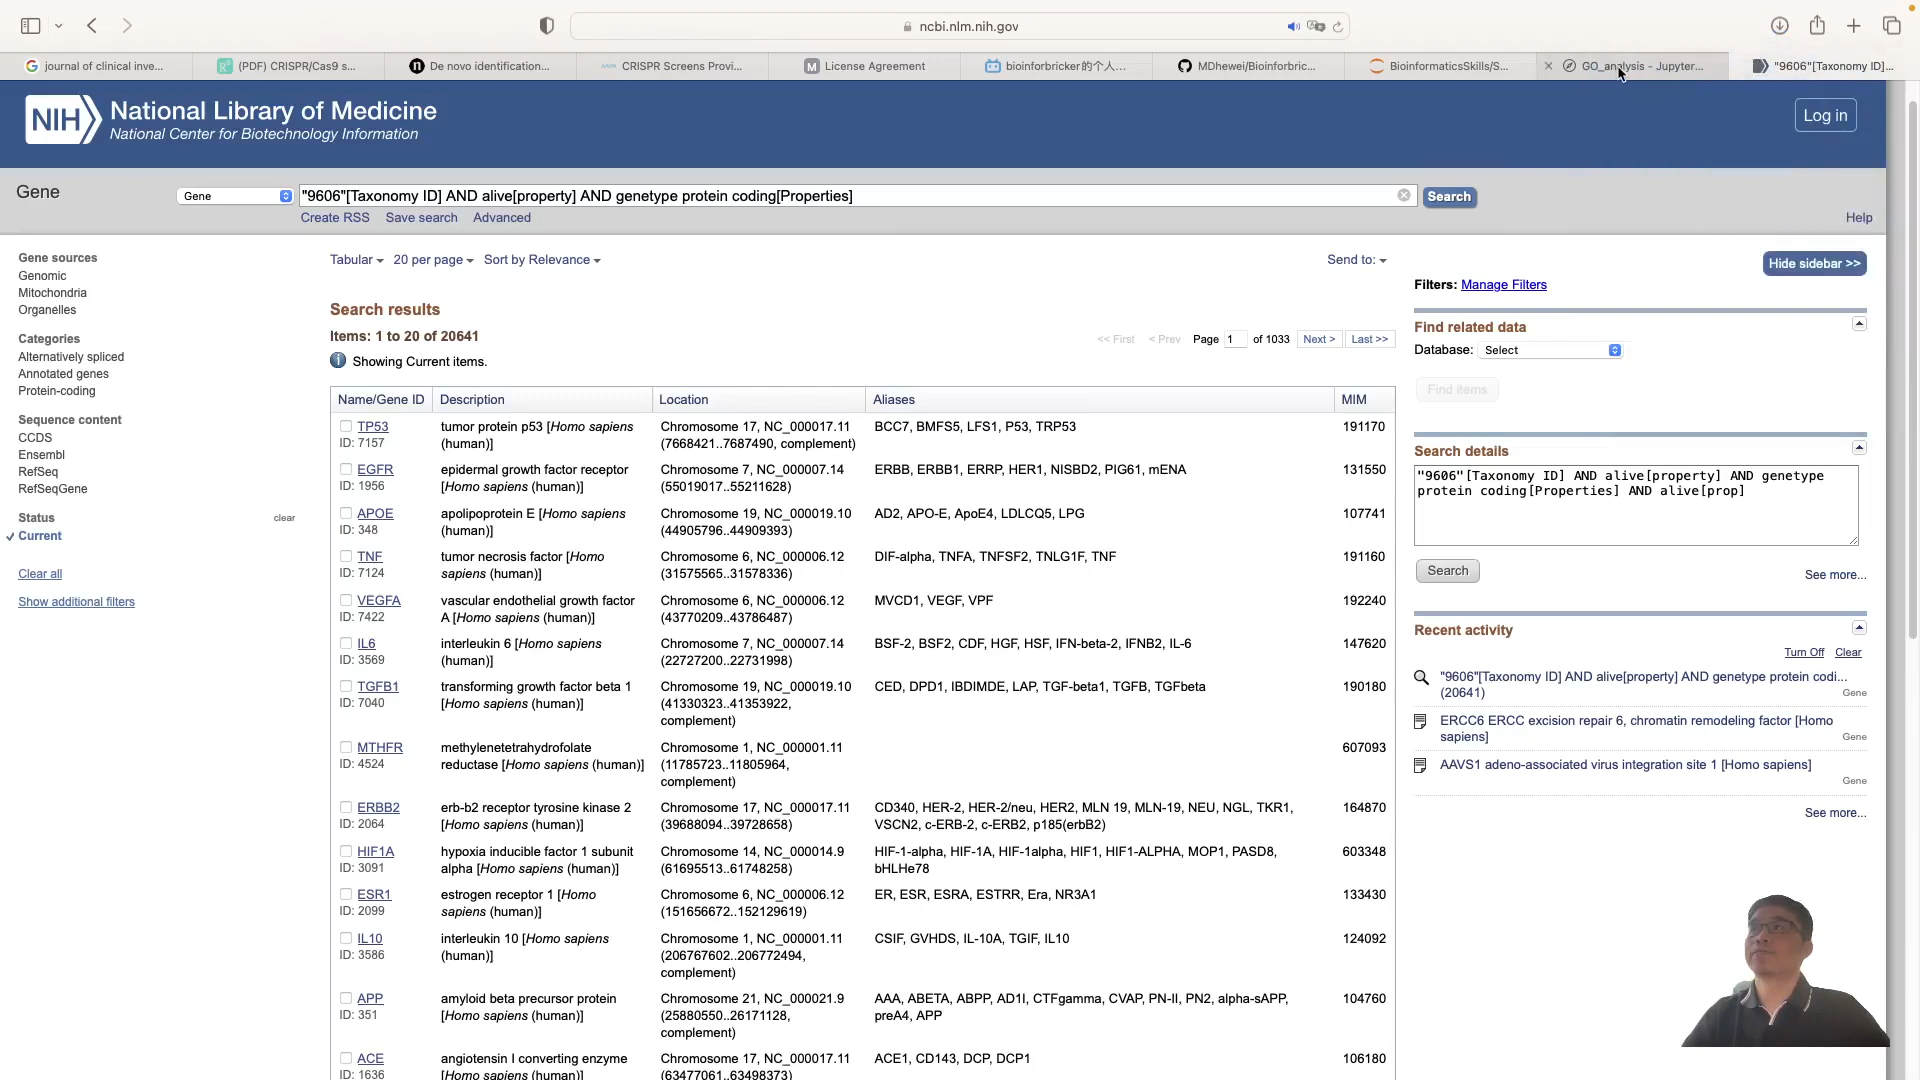 ncbi.nlm.nih.gov
journal of clinical inve...
(PDF) CRISPR/Cas9 s...
De novo identification...
CRISPR Screens Provi...
License Agreement
bioinforbricker的个人...
MDhewei/Bioinforbric...
BioinformaticsSkills/S...
GO_analysis - Jupyter...
"9606"[Taxonomy ID]...
NIH National Library of Medicine
National Center for Biotechnology Information
Log in
Gene
Gene
"9606"[Taxonomy ID] AND alive[property] AND genetype protein coding[Properties]
Search
Create RSS Save search Advanced
Help
Gene sources
Genomic
Mitochondria
Organelles
Categories
Alternatively spliced
Annotated genes
Protein-coding
Sequence content
CCDS
Ensembl
RefSeq
RefSeqGene
Status
clear
Current
Clear all
Show additional filters
Tabular 20 per page Sort by Relevance
Send to:
Search results
Items: 1 to 20 of 20641
<< First < Prev Page 1 of 1033 Next > Last >>
Showing Current items.
Name/Gene ID Description Location Aliases MIM
TP53 tumor protein p53 [Homo sapiens Chromosome 17, NC_000017.11 BCC7, BMFS5, LFS1, P53, TRP53 191170
ID: 7157 (human)] (7668421..7687490, complement)
EGFR epidermal growth factor receptor Chromosome 7, NC_000007.14 ERBB, ERBB1, ERRP, HER1, NISBD2, PIG61, mENA 131550
ID: 1956 [Homo sapiens (human)] (55019017..55211628)
APOE apolipoprotein E [Homo sapiens Chromosome 19, NC_000019.10 AD2, APO-E, ApoE4, LDLCQ5, LPG 107741
ID: 348 (human)] (44905796..44909393)
TNF tumor necrosis factor [Homo Chromosome 6, NC_000006.12 DIF-alpha, TNFA, TNFSF2, TNLG1F, TNF 191160
ID: 7124 sapiens (human)] (31575565..31578336)
VEGFA vascular endothelial growth factor Chromosome 6, NC_000006.12 MVCD1, VEGF, VPF 192240
ID: 7422 A [Homo sapiens (human)] (43770209..43786487)
IL6 interleukin 6 [Homo sapiens Chromosome 7, NC_000007.14 BSF-2, BSF2, CDF, HGF, HSF, IFN-beta-2, IFNB2, IL-6 147620
ID: 3569 (human)] (22727200..22731998)
TGFB1 transforming growth factor beta 1 Chromosome 19, NC_000019.10 CED, DPD1, IBDIMDE, LAP, TGF-beta1, TGFB, TGFbeta 190180
ID: 7040 [Homo sapiens (human)] (41330323..41353922,
complement)
MTHFR methylenetetrahydrofolate Chromosome 1, NC_000001.11 607093
ID: 4524 reductase [Homo sapiens (human)] (11785723..11805964,
complement)
ERBB2 erb-b2 receptor tyrosine kinase 2 Chromosome 17, NC_000017.11 CD340, HER-2, HER-2/neu, HER2, MLN 19, MLN-19, NEU, NGL, TKR1, 164870
ID: 2064 [Homo sapiens (human)] (39688094..39728658) VSCN2, c-ERB-2, c-ERB2, p185(erbB2)
HIF1A hypoxia inducible factor 1 subunit Chromosome 14, NC_000014.9 HIF-1-alpha, HIF-1A, HIF-1alpha, HIF1, HIF1-ALPHA, MOP1, PASD8, 603348
ID: 3091 alpha [Homo sapiens (human)] (61695513..61748258) bHLHe78
ESR1 estrogen receptor 1 [Homo Chromosome 6, NC_000006.12 ER, ESR, ESRA, ESTRR, Era, NR3A1 133430
ID: 2099 sapiens (human)] (151656672..152129619)
IL10 interleukin 10 [Homo sapiens Chromosome 1, NC_000001.11 CSIF, GVHDS, IL-10A, TGIF, IL10 124092
ID: 3586 (human)] (206767602..206772494,
complement)
APP amyloid beta precursor protein Chromosome 21, NC_000021.9 AAA, ABETA, ABPP, AD1I, CTFgamma, CVAP, PN-II, PN2, alpha-sAPP, 104760
ID: 351 [Homo sapiens (human)] (25880550..26171128, preA4, APP
complement)
ACE angiotensin I converting enzyme Chromosome 17, NC_000017.11 ACE1, CD143, DCP, DCP1 106180
ID: 1636 [Homo sapiens (human)] (63477061..63498373)
Hide sidebar >>
Filters: Manage Filters
Find related data
Database: Select
Find items
Search details
"9606"[Taxonomy ID] AND alive[property] AND genetype
protein coding[Properties] AND alive[prop]
Search
See more...
Recent activity
Turn Off Clear
"9606"[Taxonomy ID] AND alive[property] AND genetype protein codi...
(20641) Gene
ERCC6 ERCC excision repair 6, chromatin remodeling factor [Homo
sapiens] Gene
AAVS1 adeno-associated virus integration site 1 [Homo sapiens]
Gene
See more...